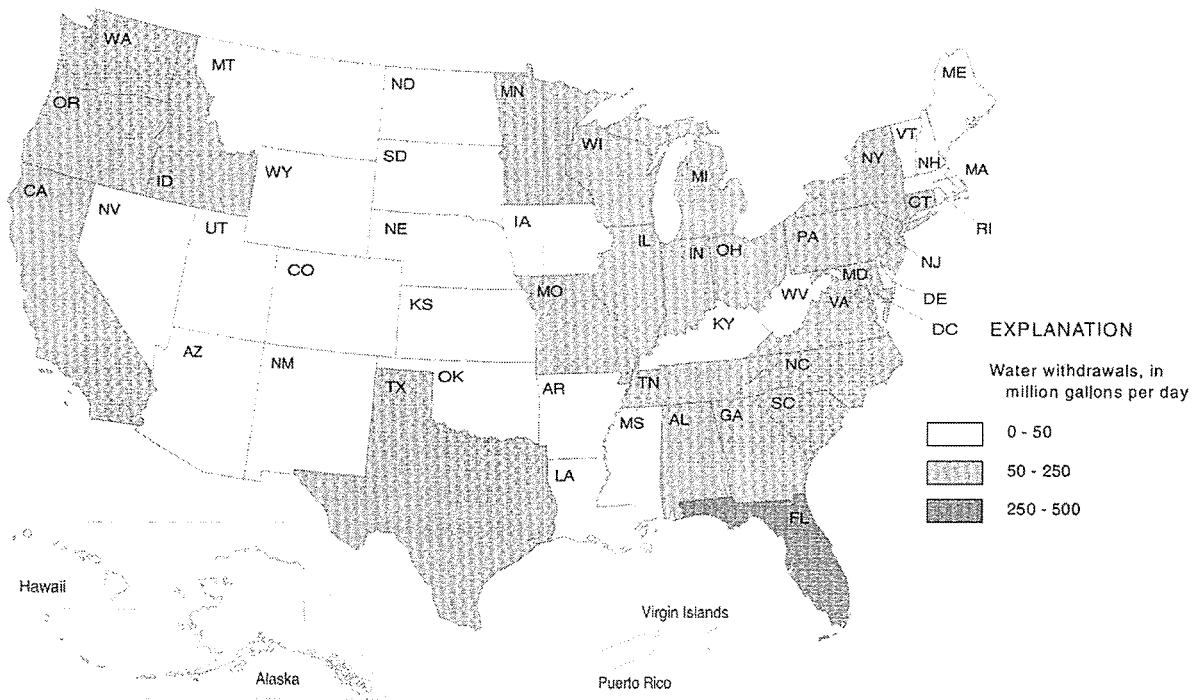 WA
MT
ND
MN
ME
OR
SD
WI
VT
NY
NH
MA
ID
WY
MI
CA
NV
UT
NE
IA
CT
RI
IL
IN
OH
PA
NJ
CO
MO
MD
DE
KS
WV
VA
DC
KY
EXPLANATION
AZ
NM
TX
OK
AR
TN
NC
Water withdrawals, in
million gallons per day
SC
MS
AL
GA
0 - 50
LA
50 - 250
FL
250 - 500
Hawaii
Virgin Islands
Alaska
Puerto Rico